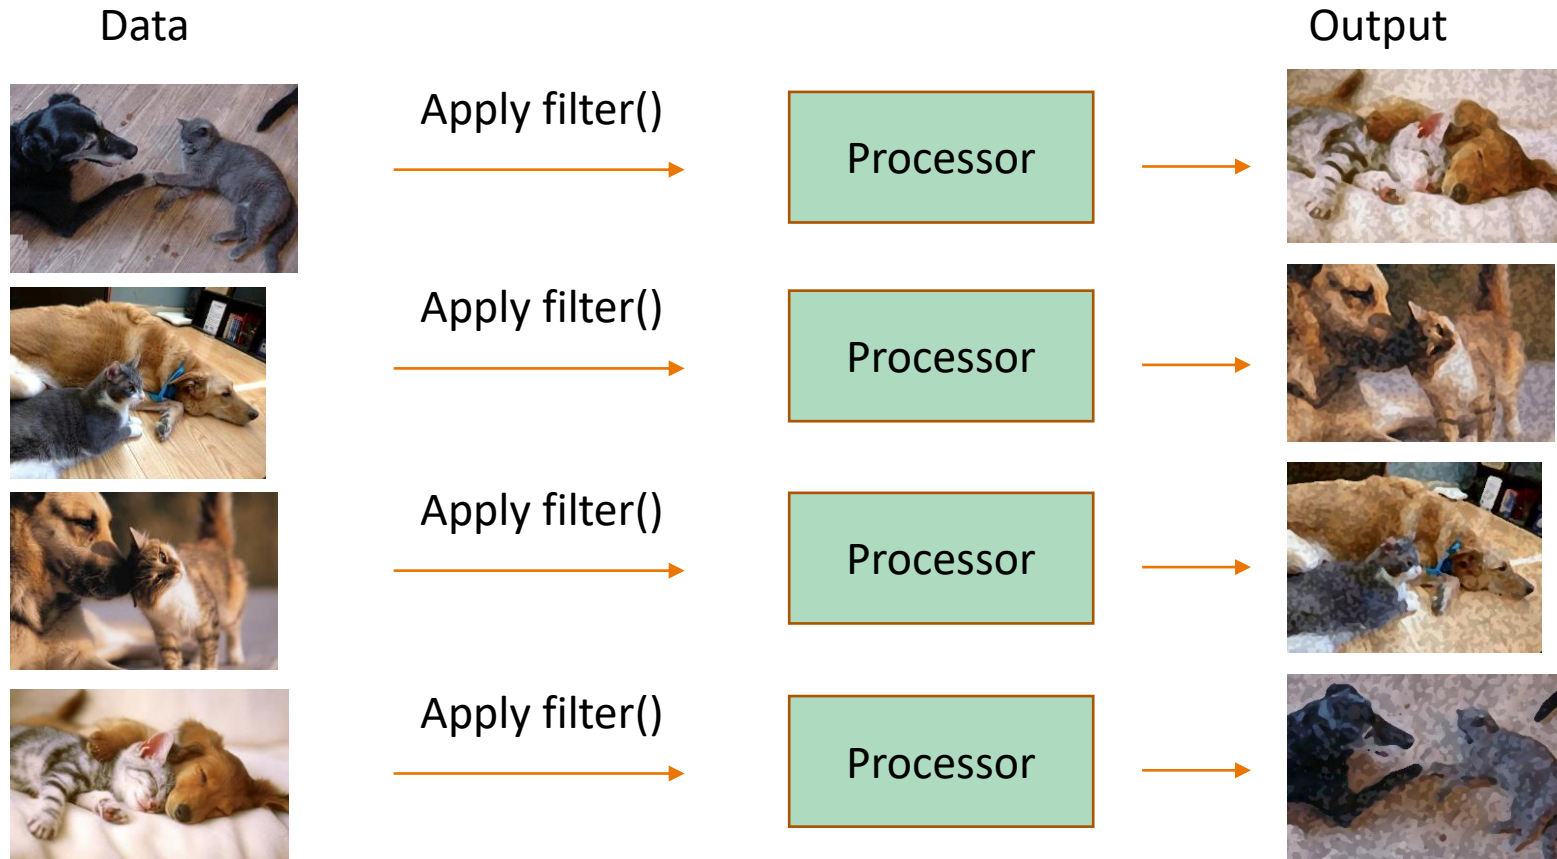 Data
Output
Apply filter()
Processor
Apply filter()
Processor
Apply filter()
Processor
Apply filter()
Processor